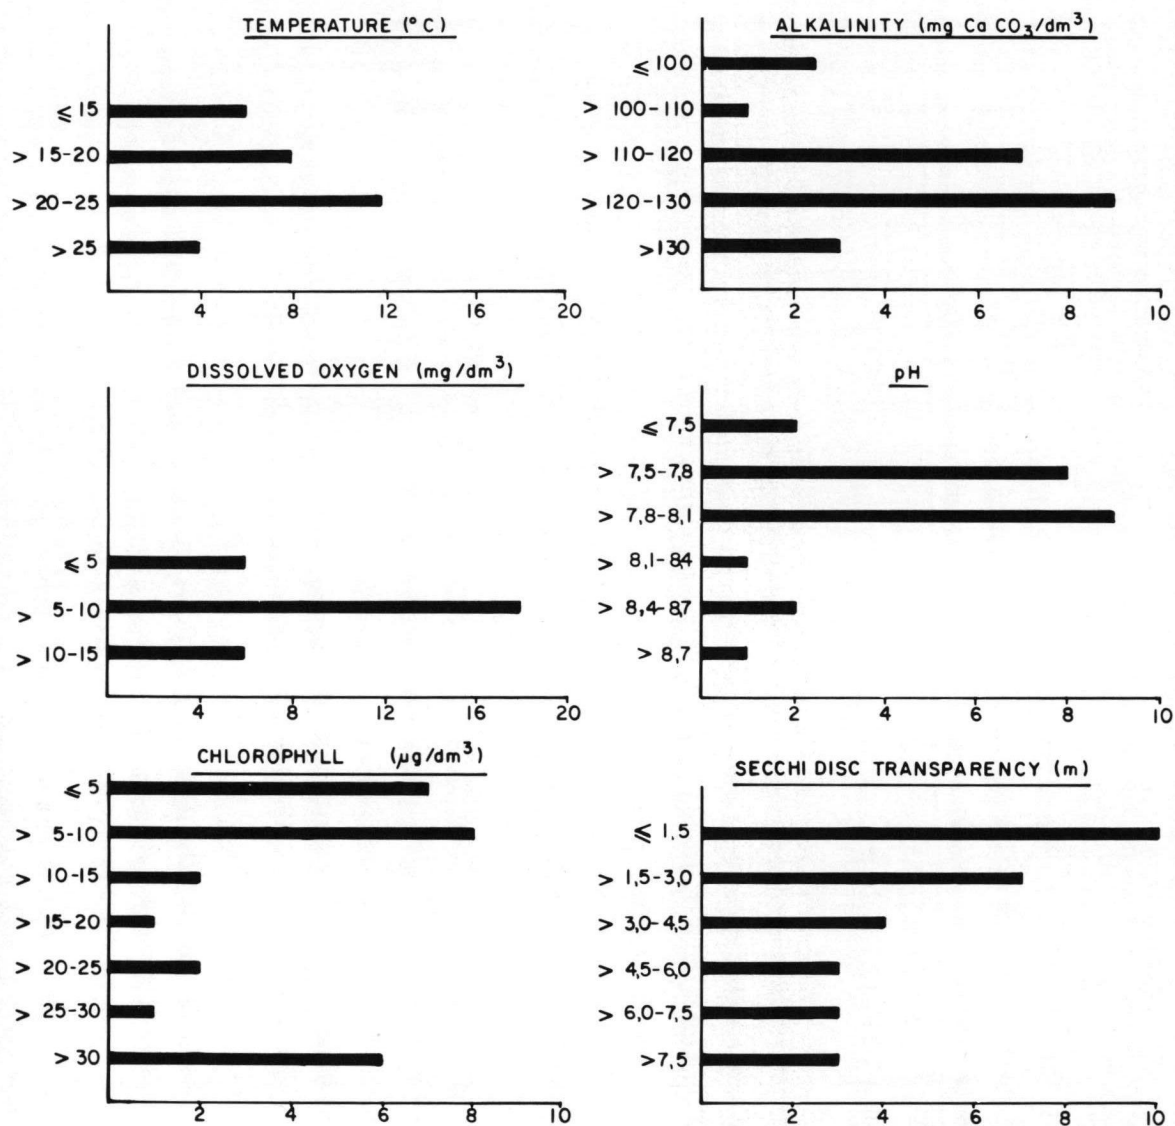 TEMPERATURE (°C)
⩽ 15
> 15-20
> 20-25
> 25
4 8 12 16 20
ALKALINITY (mg Ca CO3/dm³)
⩽ 100
> 100-110
> 110-120
> 120-130
>130
2 4 6 8 10
DISSOLVED OXYGEN (mg/dm³)
⩽ 5
> 5-10
> 10-15
4 8 12 16 20
pH
⩽ 7,5
> 7,5-7,8
> 7,8-8,1
> 8,1-8,4
> 8,4-8,7
> 8,7
2 4 6 8 10
CHLOROPHYLL (µg/dm³)
⩽ 5
> 5-10
> 10-15
> 15-20
> 20-25
> 25-30
> 30
2 4 6 8 10
SECCHI DISC TRANSPARENCY (m)
⩽ 1,5
> 1,5-3,0
> 3,0-4,5
> 4,5-6,0
> 6,0-7,5
>7,5
2 4 6 8 10